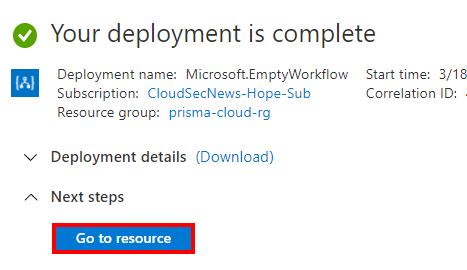 Your deployment is complete
Deployment name: Microsoft.EmptyWorkflow Start time: 3/18
Subscription: CloudSecNews-Hope-Sub Correlation ID:
Resource group: prisma-cloud-rg
Deployment details (Download)
Next steps
Go to resource